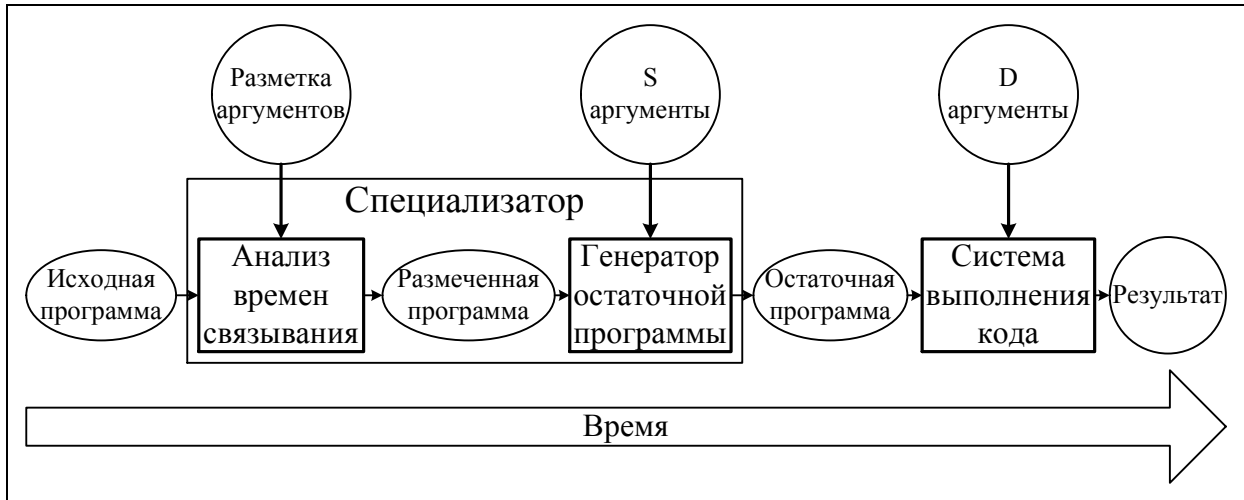 Разметка
аргументов
S
аргументы
D
аргументы
Специализатор
Исходная
программа
Анализ
времен
связывания
Размеченная
программа
Генератор
остаточной
программы
Остаточная
программа
Система
выполнения
кода
Результат
Время